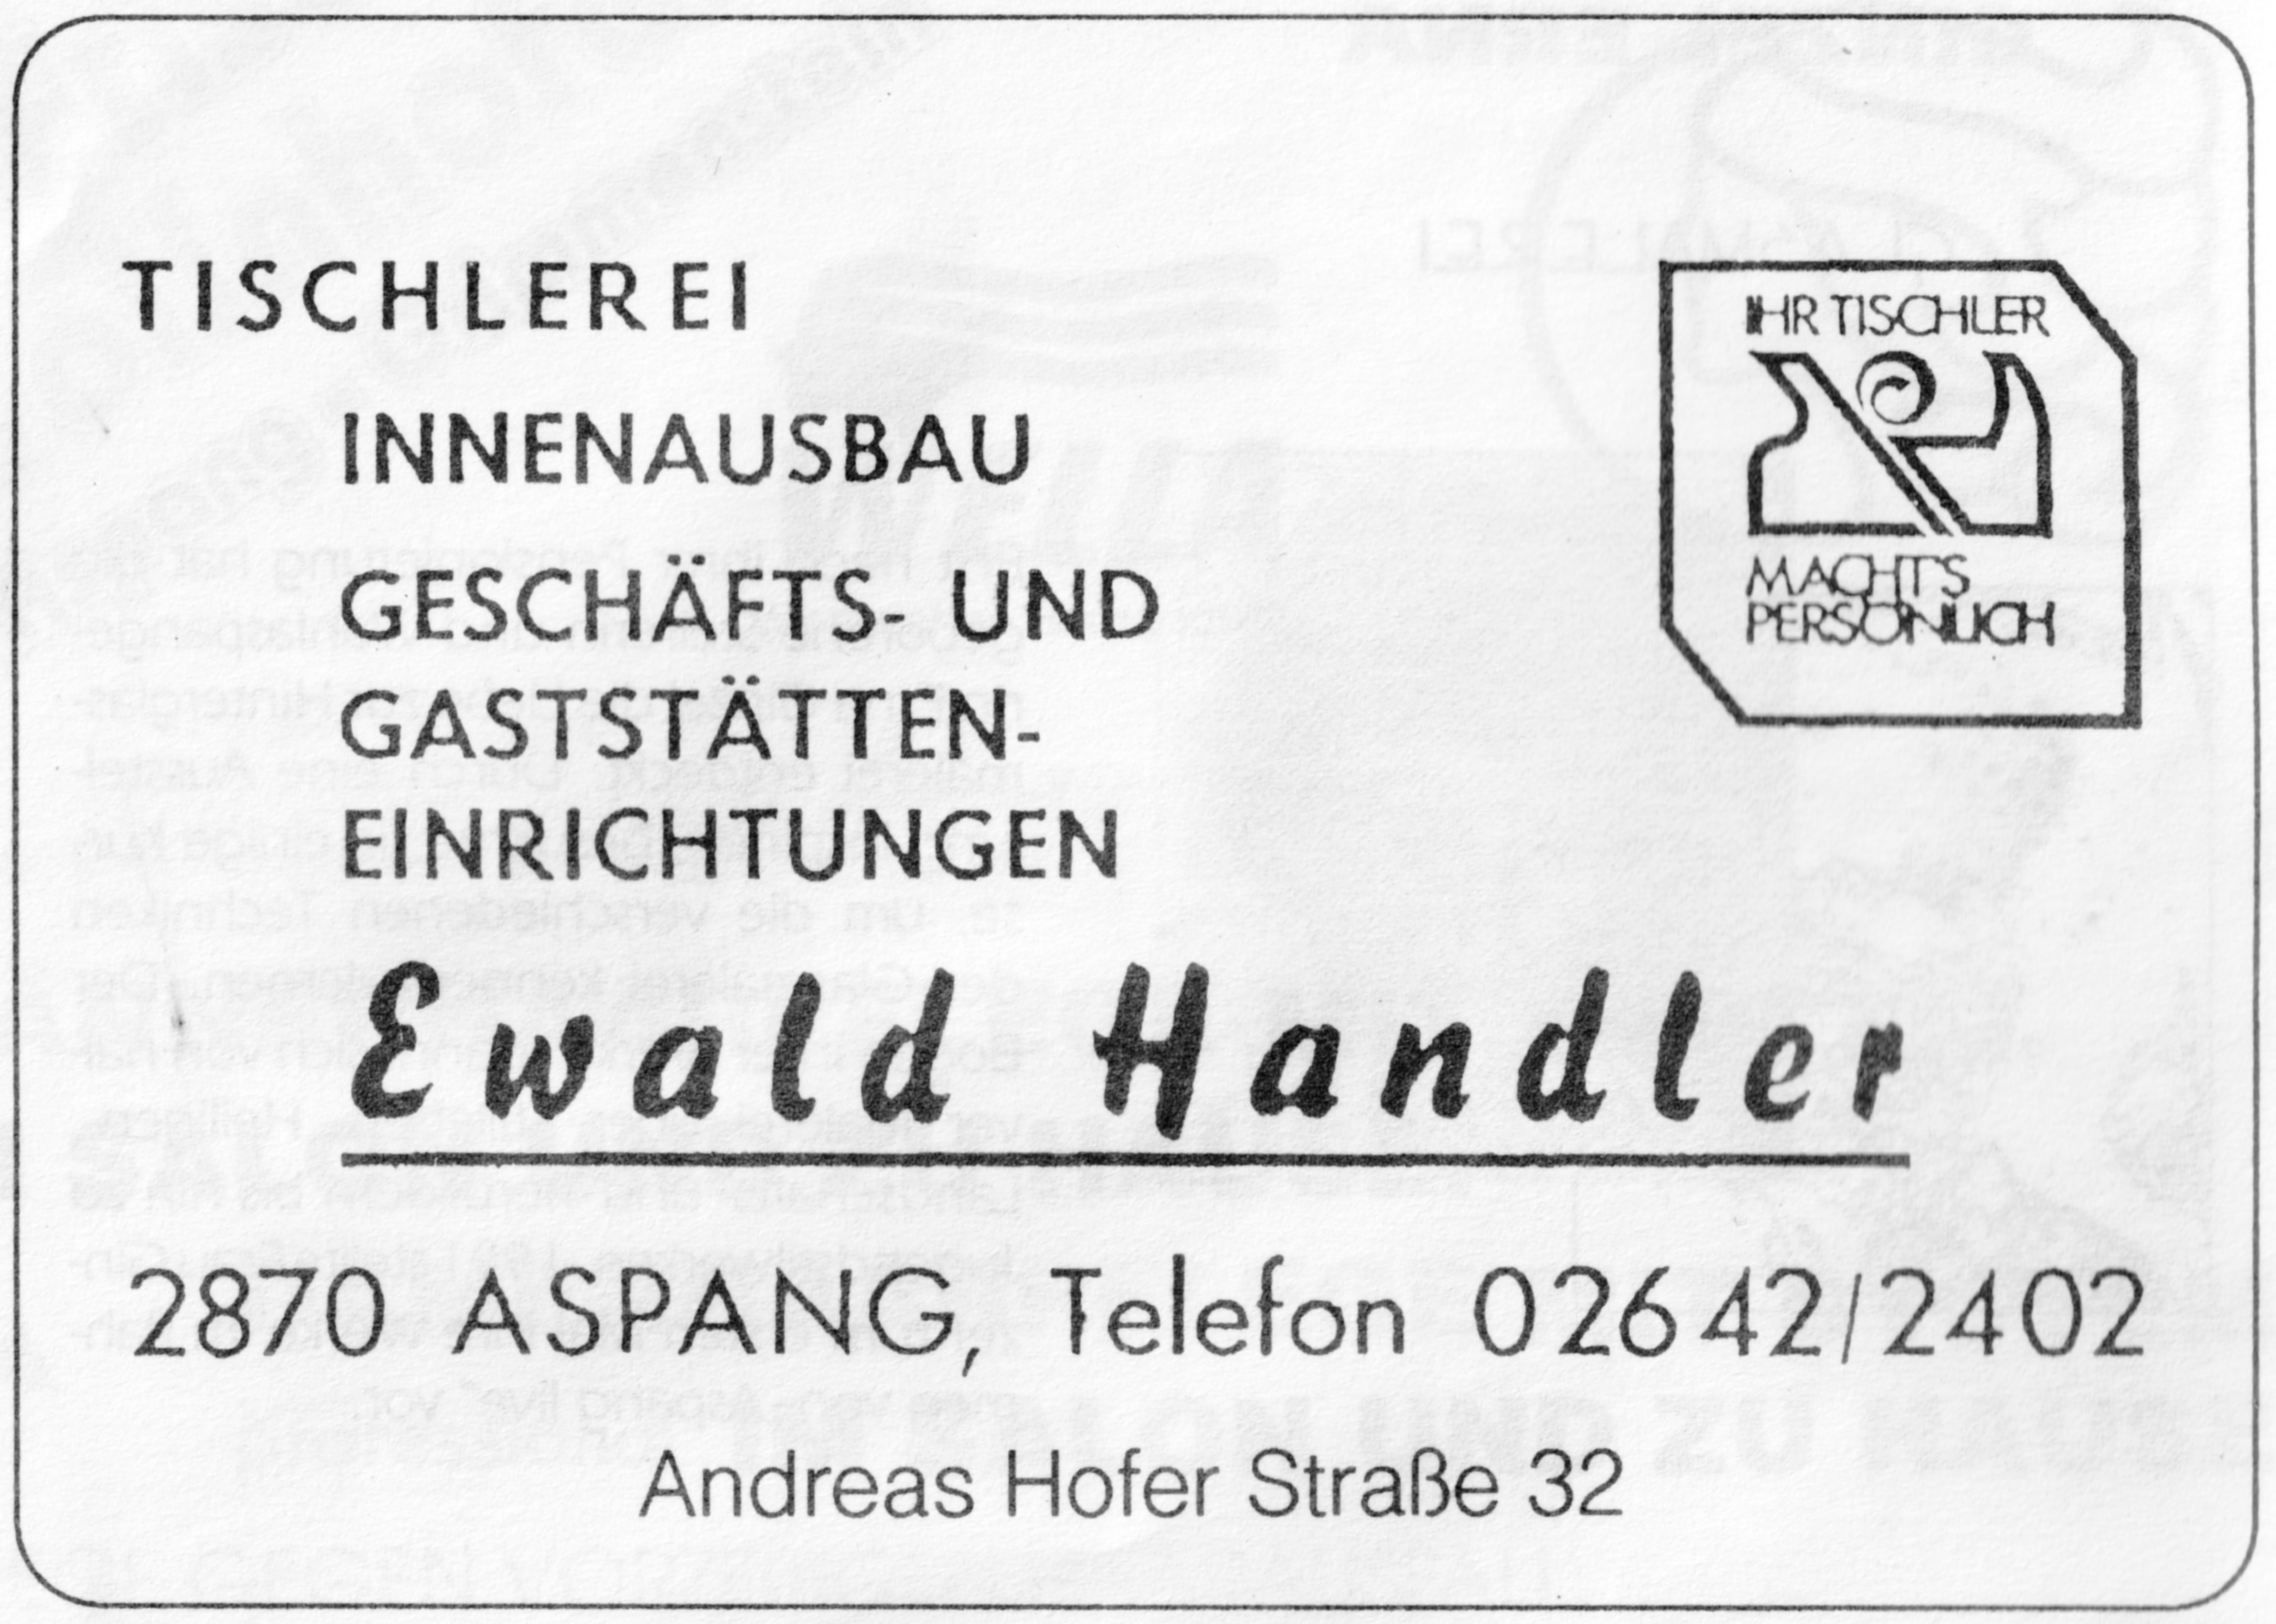 TISCHLEREI
INNENAUSBAU
GESCHÄFTS- UND
GASTSTÄTTEN-
EINRICHTUNGEN
IHR TISCHLER
MACHT'S
PERSÖNLICH
Ewald Handler
2870 ASPANG, Telefon 02642/2402
Andreas Hofer Straße 32